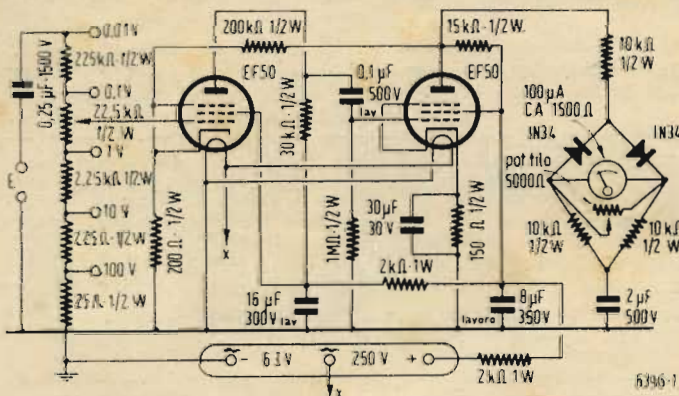 0,01V
225kΩ-1/2W
0,1V
22,5kΩ
1/2W
1V
2,25kΩ 1/2W
10V
225Ω-1/2W
100V
25Ω-1/2W
0,25 µF-1500V
E
200kΩ 1/2W
EF50
200Ω-1/2W
30kΩ-1/2W
x
0,1µF
500V
lav
1MΩ-1/2W
16µF
300V lav
15kΩ-1/2W
EF50
30µF
30V
150Ω 1/2W
2kΩ-1W
8µF
350V
lavoro
10kΩ
1/2W
100µA
CA 1500Ω
1N34
1N34
pot filo
5000Ω
10kΩ
1/2W
10kΩ
1/2W
2µF
500V
- 6,3V
250V +
x
2kΩ 1W
6396-1